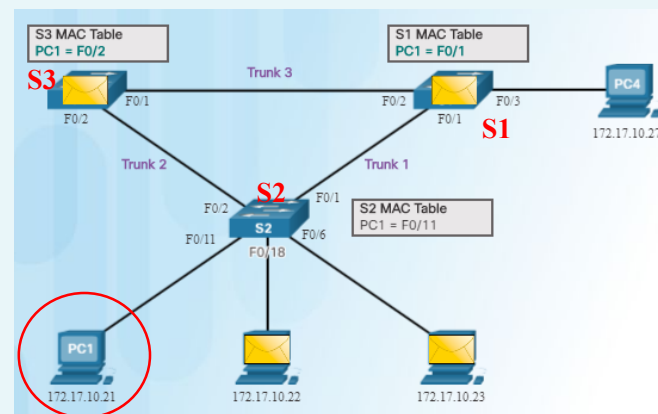 S3 MAC Table
PC1 = F0/2
S1 MAC Table
PC1 = F0/1
S3
Trunk 3
F0/1
F0/2
F0/2
F0/1
F0/3
S1
PC4
172.17.10.27
Trunk 2
Trunk 1
S2
F0/2
F0/1
S2
S2 MAC Table
PC1 = F0/11
F0/11
F0/6
F0/18
PC1
172.17.10.21
172.17.10.22
172.17.10.23